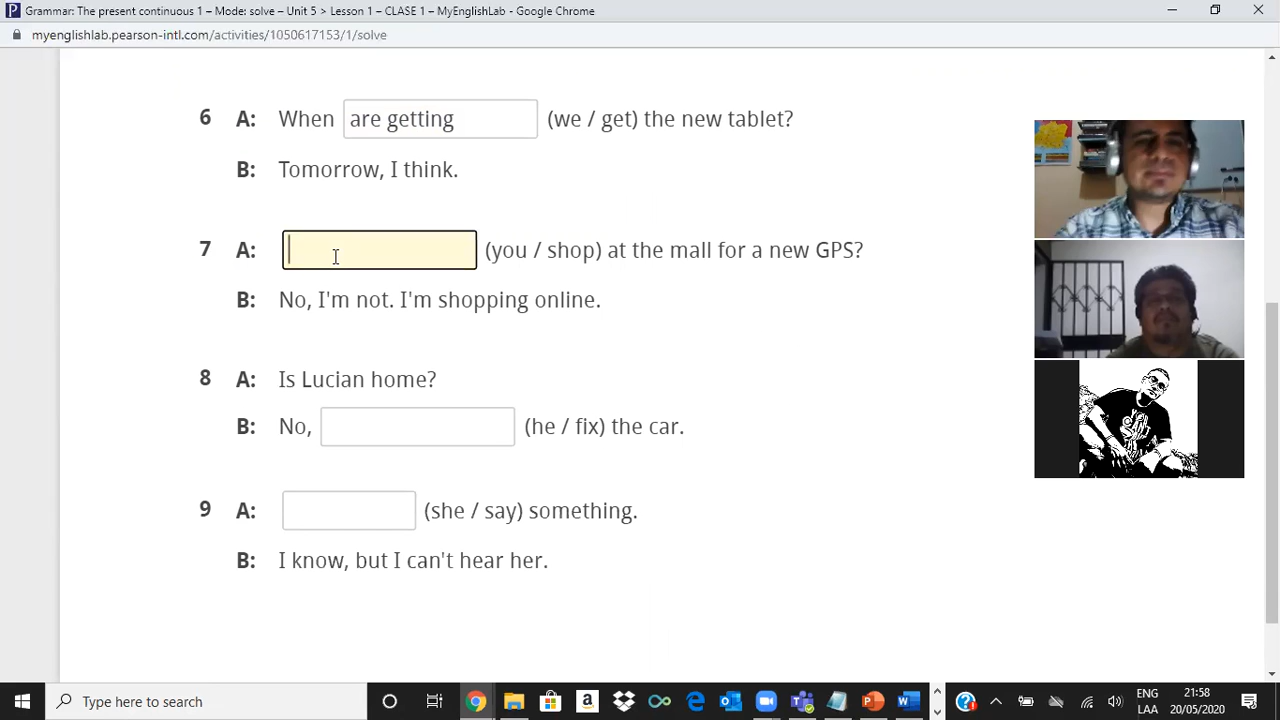 Grammar: The present continuous 1 – Mode: solve – Unit 5 > Lesson 1 – CLASE 1 – MyEnglishLab - Google Chrome
myenglishlab.pearson-intl.com/activities/1050617153/1/solve
6 A: When are getting (we / get) the new tablet?
B: Tomorrow, I think.
7 A: (you / shop) at the mall for a new GPS?
B: No, I'm not. I'm shopping online.
8 A: Is Lucian home?
B: No, (he / fix) the car.
9 A: (she / say) something.
B: I know, but I can't hear her.
Type here to search
ENG 21:58
LAA 20/05/2020